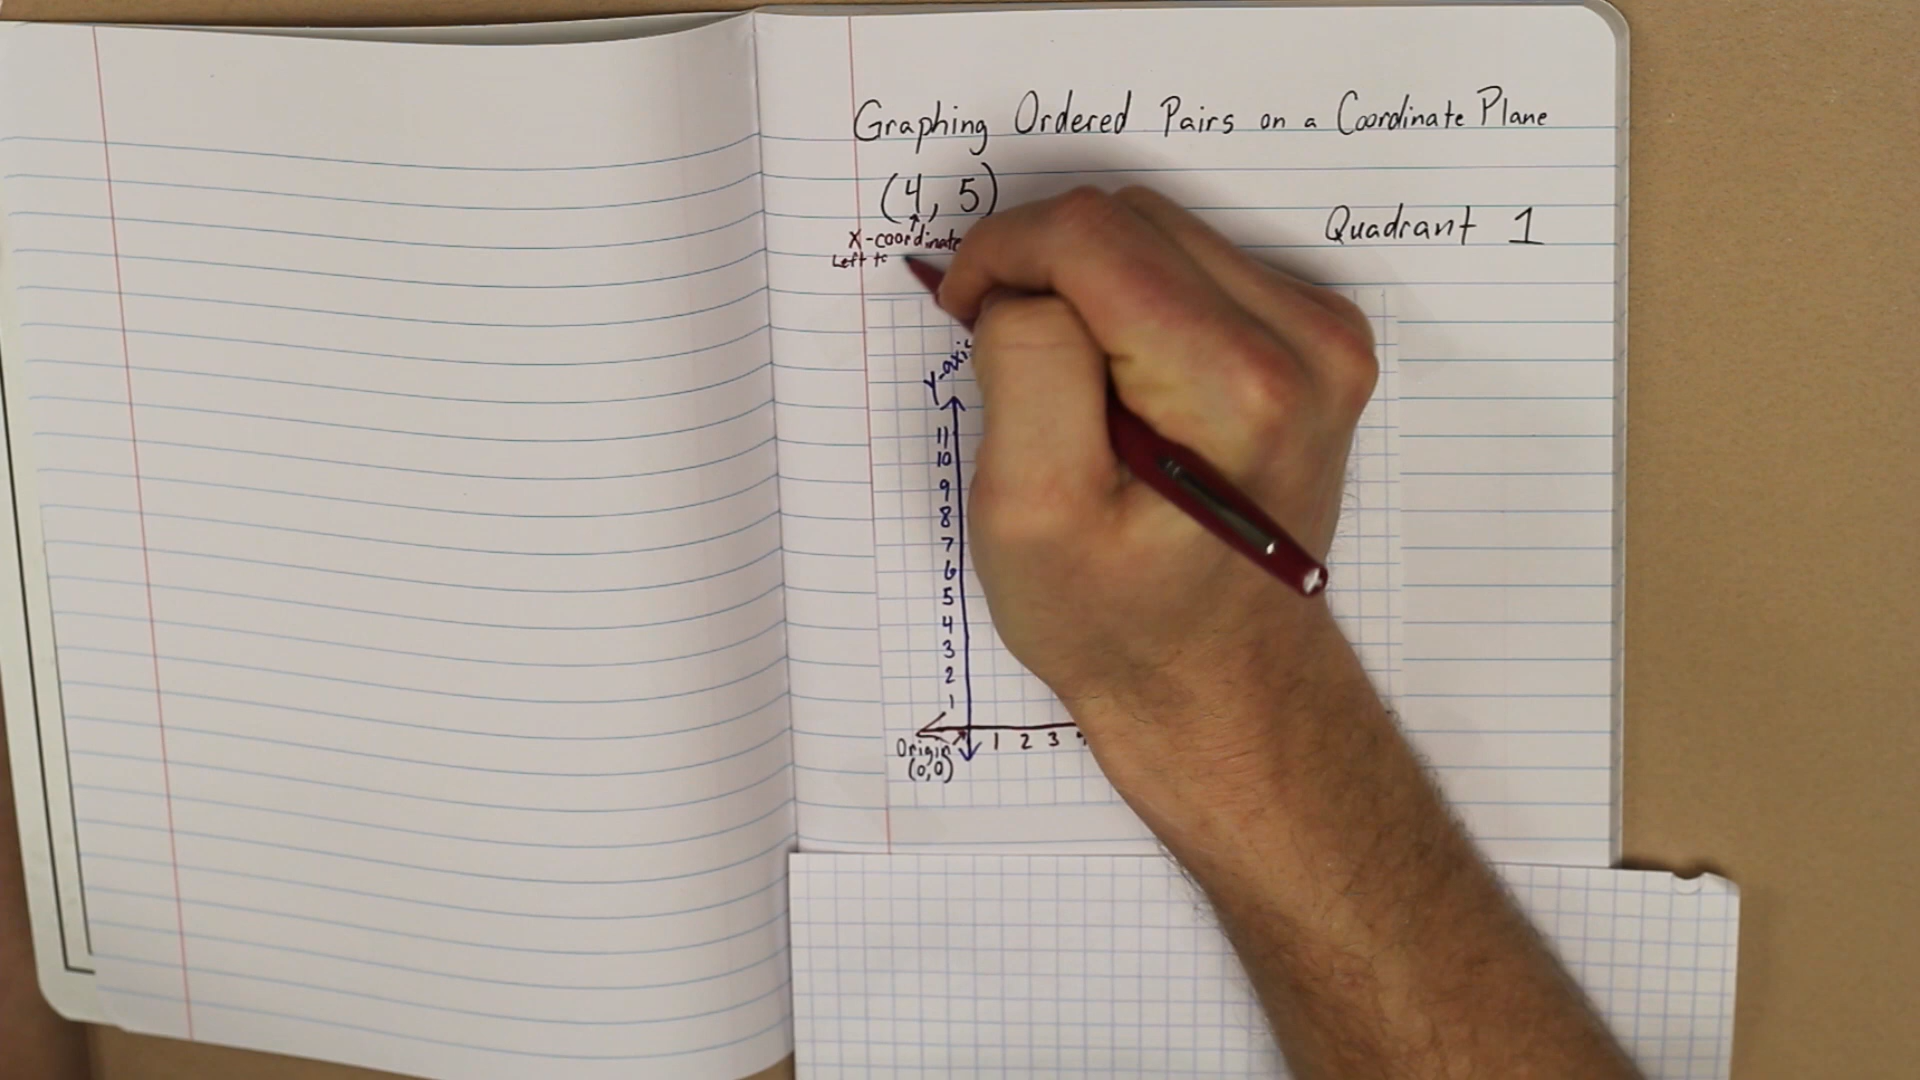 Graphing Ordered Pairs on a Coordinate Plane
(4, 5)
Quadrant 1
X-coordinate
Left to
Y-axis
11
10
9
8
7
6
5
4
3
2
1
1 2 3
Origin
(0,0)